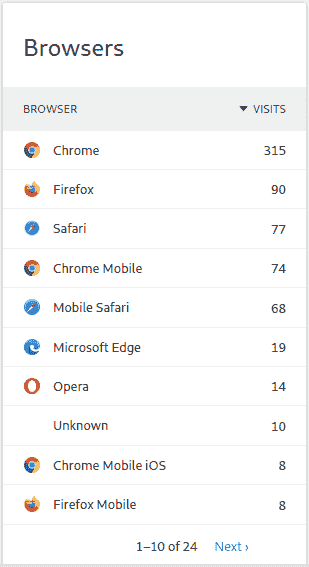 Browsers
BROWSER VISITS
Chrome 315
Firefox 90
Safari 77
Chrome Mobile 74
Mobile Safari 68
Microsoft Edge 19
Opera 14
Unknown 10
Chrome Mobile iOS 8
Firefox Mobile 8
1–10 of 24 Next ›